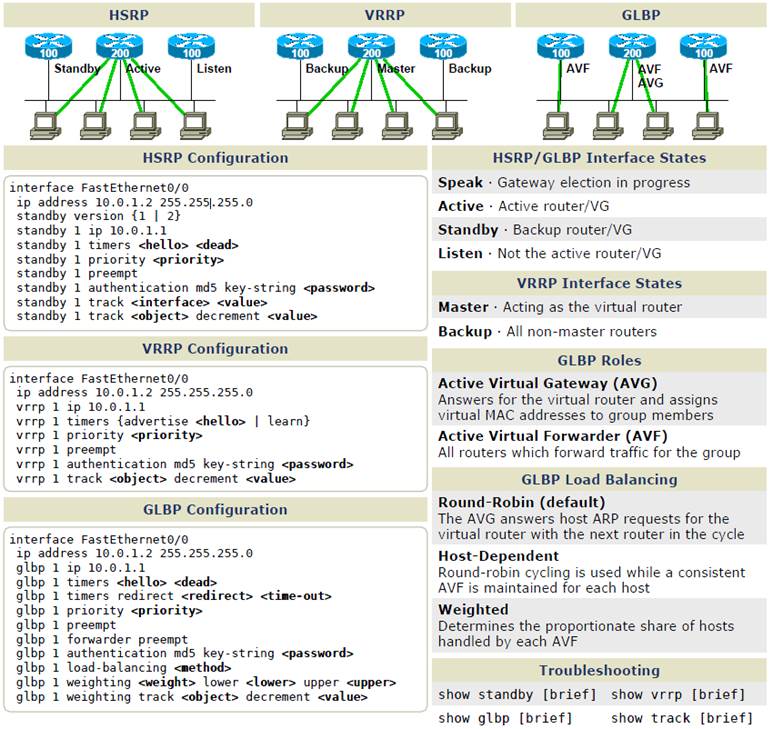 HSRP
VRRP
GLBP
100 200 100
Standby Active Listen
100 200 100
Backup Master Backup
100 200 100
AVF AVF AVF
AVG
HSRP Configuration
interface FastEthernet0/0
ip address 10.0.1.2 255.255.255.0
standby version {1 | 2}
standby 1 ip 10.0.1.1
standby 1 timers <hello> <dead>
standby 1 priority <priority>
standby 1 preempt
standby 1 authentication md5 key-string <password>
standby 1 track <interface> <value>
standby 1 track <object> decrement <value>
VRRP Configuration
interface FastEthernet0/0
ip address 10.0.1.2 255.255.255.0
vrrp 1 ip 10.0.1.1
vrrp 1 timers {advertise <hello> | learn}
vrrp 1 priority <priority>
vrrp 1 preempt
vrrp 1 authentication md5 key-string <password>
vrrp 1 track <object> decrement <value>
GLBP Configuration
interface FastEthernet0/0
ip address 10.0.1.2 255.255.255.0
glbp 1 ip 10.0.1.1
glbp 1 timers <hello> <dead>
glbp 1 timers redirect <redirect> <time-out>
glbp 1 priority <priority>
glbp 1 preempt
glbp 1 forwarder preempt
glbp 1 authentication md5 key-string <password>
glbp 1 load-balancing <method>
glbp 1 weighting <weight> lower <lower> upper <upper>
glbp 1 weighting track <object> decrement <value>
HSRP/GLBP Interface States
Speak · Gateway election in progress
Active · Active router/VG
Standby · Backup router/VG
Listen · Not the active router/VG
VRRP Interface States
Master · Acting as the virtual router
Backup · All non-master routers
GLBP Roles
Active Virtual Gateway (AVG)
Answers for the virtual router and assigns
virtual MAC addresses to group members
Active Virtual Forwarder (AVF)
All routers which forward traffic for the group
GLBP Load Balancing
Round-Robin (default)
The AVG answers host ARP requests for the
virtual router with the next router in the cycle
Host-Dependent
Round-robin cycling is used while a consistent
AVF is maintained for each host
Weighted
Determines the proportionate share of hosts
handled by each AVF
Troubleshooting
show standby [brief] show vrrp [brief]
show glbp [brief] show track [brief]